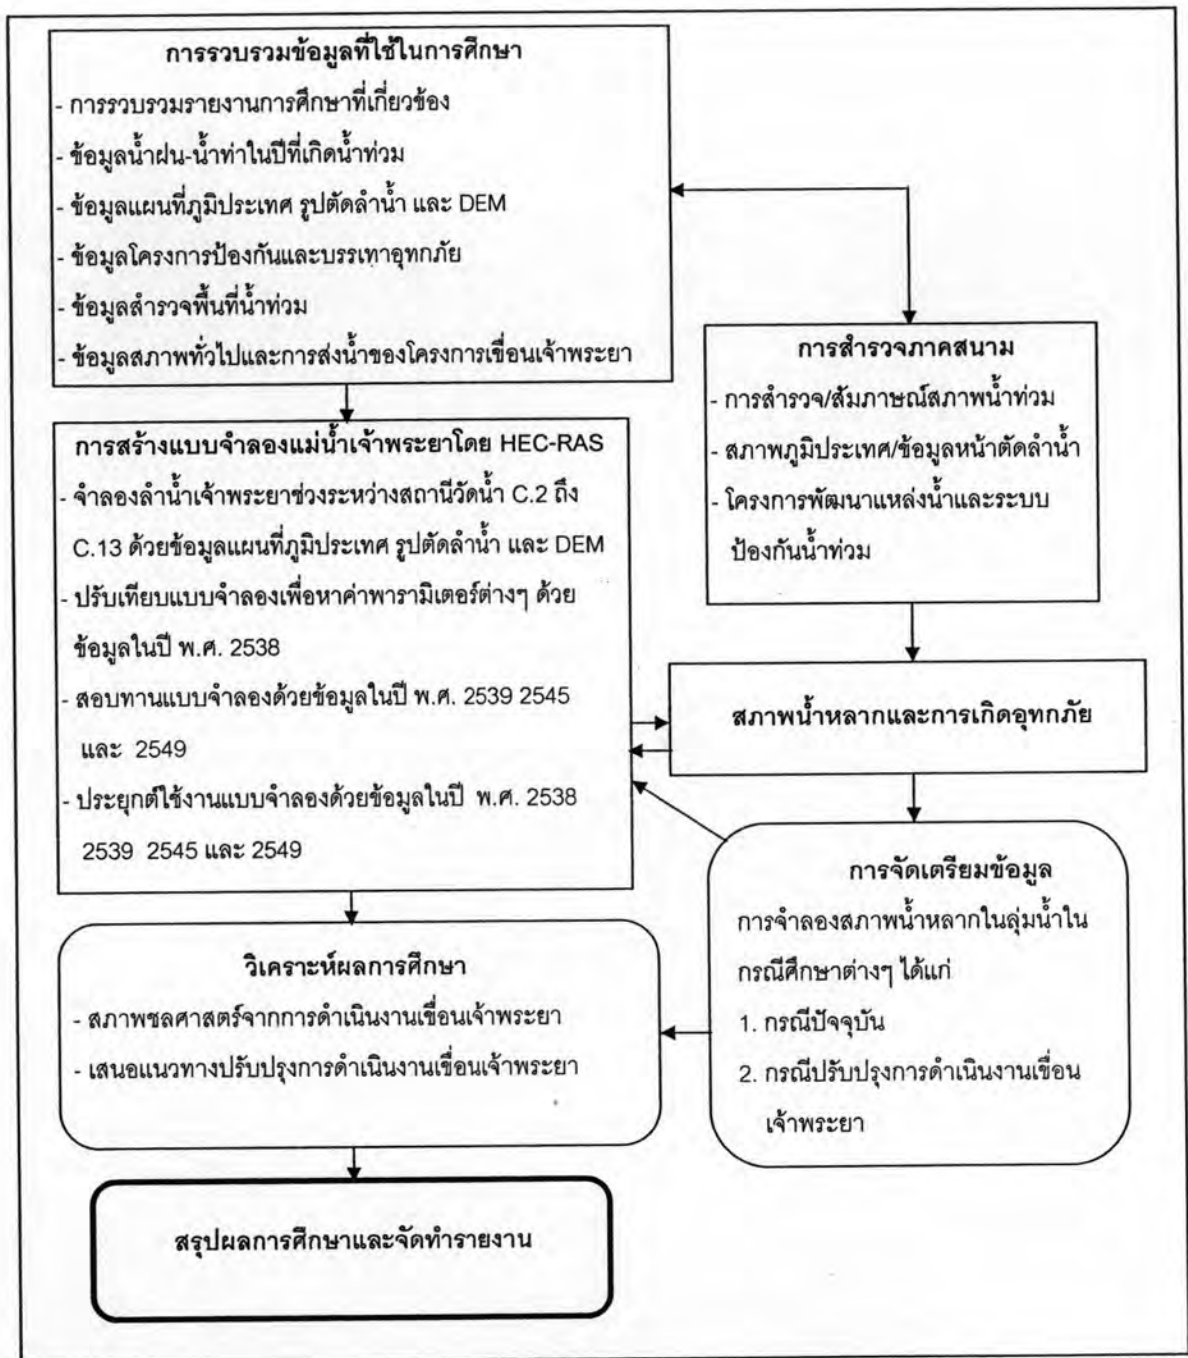 การรวบรวมข้อมูลที่ใช้ในการศึกษา
- การรวบรวมรายงานการศึกษาที่เกี่ยวข้อง
- ข้อมูลน้ำฝน-น้ำท่าในปีที่เกิดน้ำท่วม
- ข้อมูลแผนที่ภูมิประเทศ รูปตัดลำน้ำ และ DEM
- ข้อมูลโครงการป้องกันและบรรเทาอุทกภัย
- ข้อมูลสำรวจพื้นที่น้ำท่วม
- ข้อมูลสภาพทั่วไปและการส่งน้ำของโครงการเขื่อนเจ้าพระยา
การสำรวจภาคสนาม
- การสำรวจ/สัมภาษณ์สภาพน้ำท่วม
- สภาพภูมิประเทศ/ข้อมูลหน้าตัดลำน้ำ
- โครงการพัฒนาแหล่งน้ำและระบบ
ป้องกันน้ำท่วม
การสร้างแบบจำลองแม่น้ำเจ้าพระยาโดย HEC-RAS
- จำลองลำน้ำเจ้าพระยาช่วงระหว่างสถานีวัดน้ำ C.2 ถึง
C.13 ด้วยข้อมูลแผนที่ภูมิประเทศ รูปตัดลำน้ำ และ DEM
- ปรับเทียบแบบจำลองเพื่อหาค่าพารามิเตอร์ต่างๆ ด้วย
ข้อมูลในปี พ.ศ. 2538
- สอบทานแบบจำลองด้วยข้อมูลในปี พ.ศ. 2539 2545
และ 2549
- ประยุกต์ใช้งานแบบจำลองด้วยข้อมูลในปี พ.ศ. 2538
2539 2545 และ 2549
สภาพน้ำหลากและการเกิดอุทกภัย
การจัดเตรียมข้อมูล
การจำลองสภาพน้ำหลากในลุ่มน้ำใน
กรณีศึกษาต่างๆ ได้แก่
1. กรณีปัจจุบัน
2. กรณีปรับปรุงการดำเนินงานเขื่อน
เจ้าพระยา
วิเคราะห์ผลการศึกษา
- สภาพชลศาสตร์จากการดำเนินงานเขื่อนเจ้าพระยา
- เสนอแนวทางปรับปรุงการดำเนินงานเขื่อนเจ้าพระยา
สรุปผลการศึกษาและจัดทำรายงาน